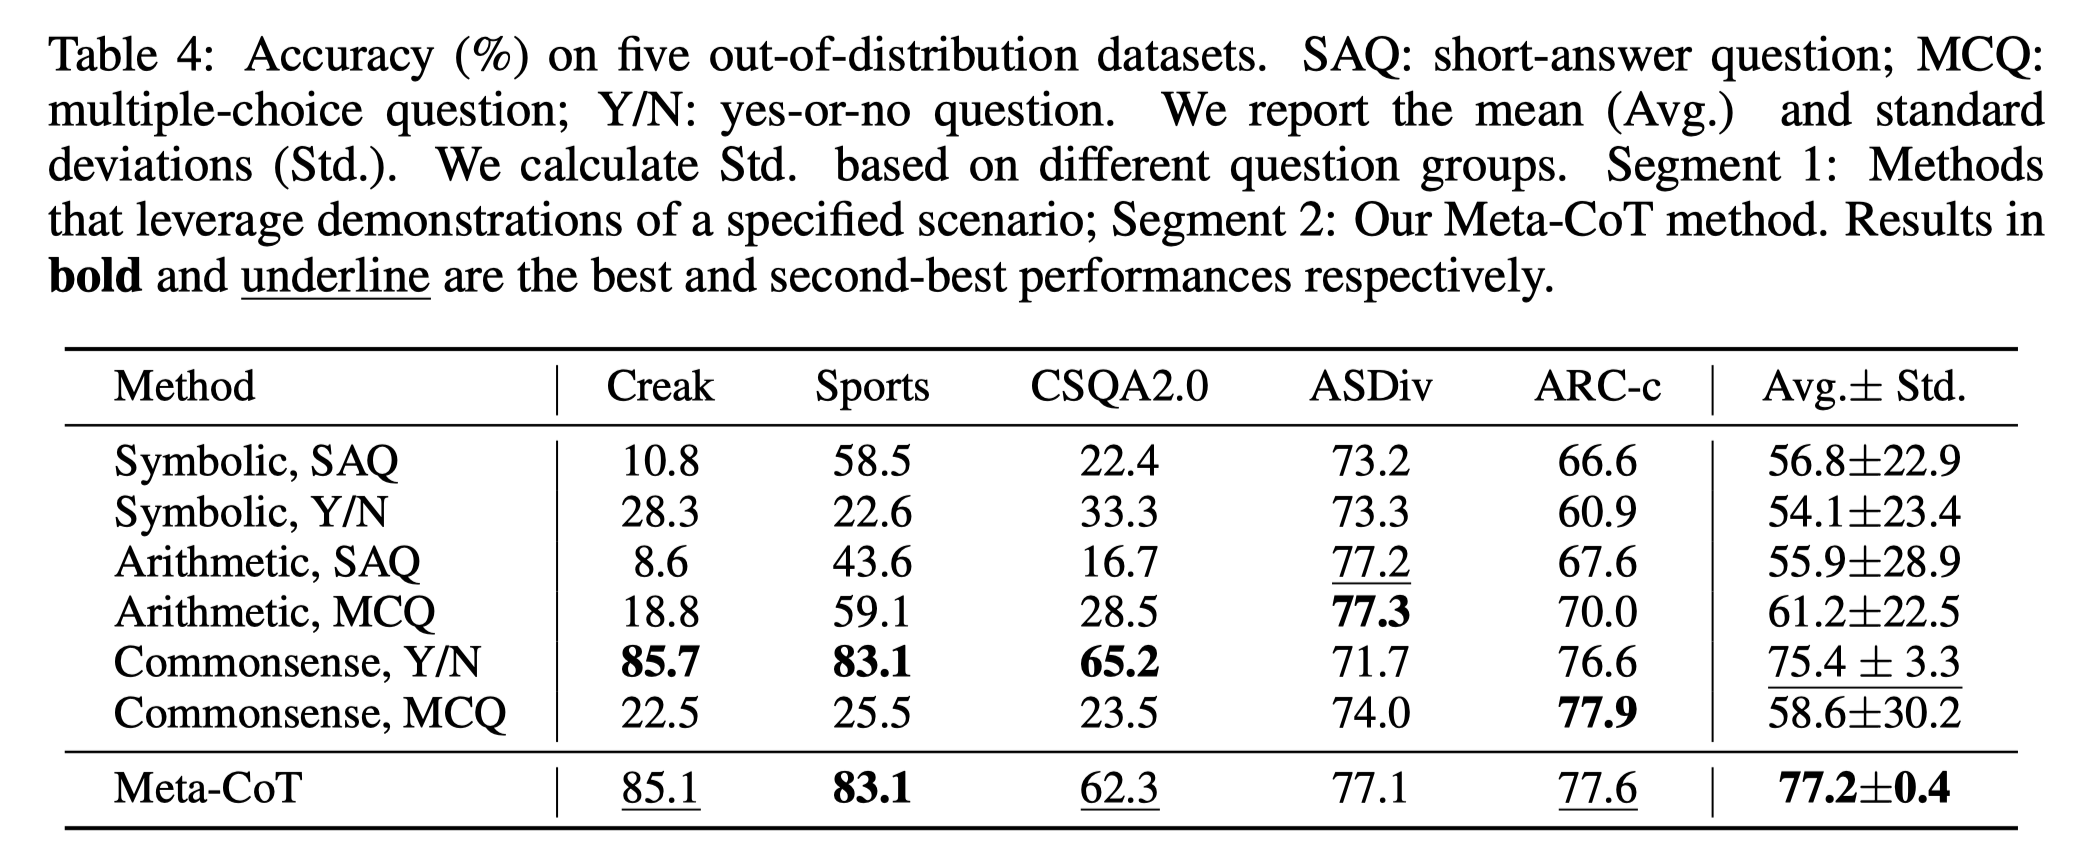 Table 4: Accuracy (%) on five out-of-distribution datasets. SAQ: short-answer question; MCQ:
multiple-choice question; Y/N: yes-or-no question. We report the mean (Avg.) and standard
deviations (Std.). We calculate Std. based on different question groups. Segment 1: Methods
that leverage demonstrations of a specified scenario; Segment 2: Our Meta-CoT method. Results in
bold and underline are the best and second-best performances respectively.
Method Creak Sports CSQA2.0 ASDiv ARC-c Avg.± Std.
Symbolic, SAQ 10.8 58.5 22.4 73.2 66.6 56.8±22.9
Symbolic, Y/N 28.3 22.6 33.3 73.3 60.9 54.1±23.4
Arithmetic, SAQ 8.6 43.6 16.7 77.2 67.6 55.9±28.9
Arithmetic, MCQ 18.8 59.1 28.5 77.3 70.0 61.2±22.5
Commonsense, Y/N 85.7 83.1 65.2 71.7 76.6 75.4 ± 3.3
Commonsense, MCQ 22.5 25.5 23.5 74.0 77.9 58.6±30.2
Meta-CoT 85.1 83.1 62.3 77.1 77.6 77.2±0.4